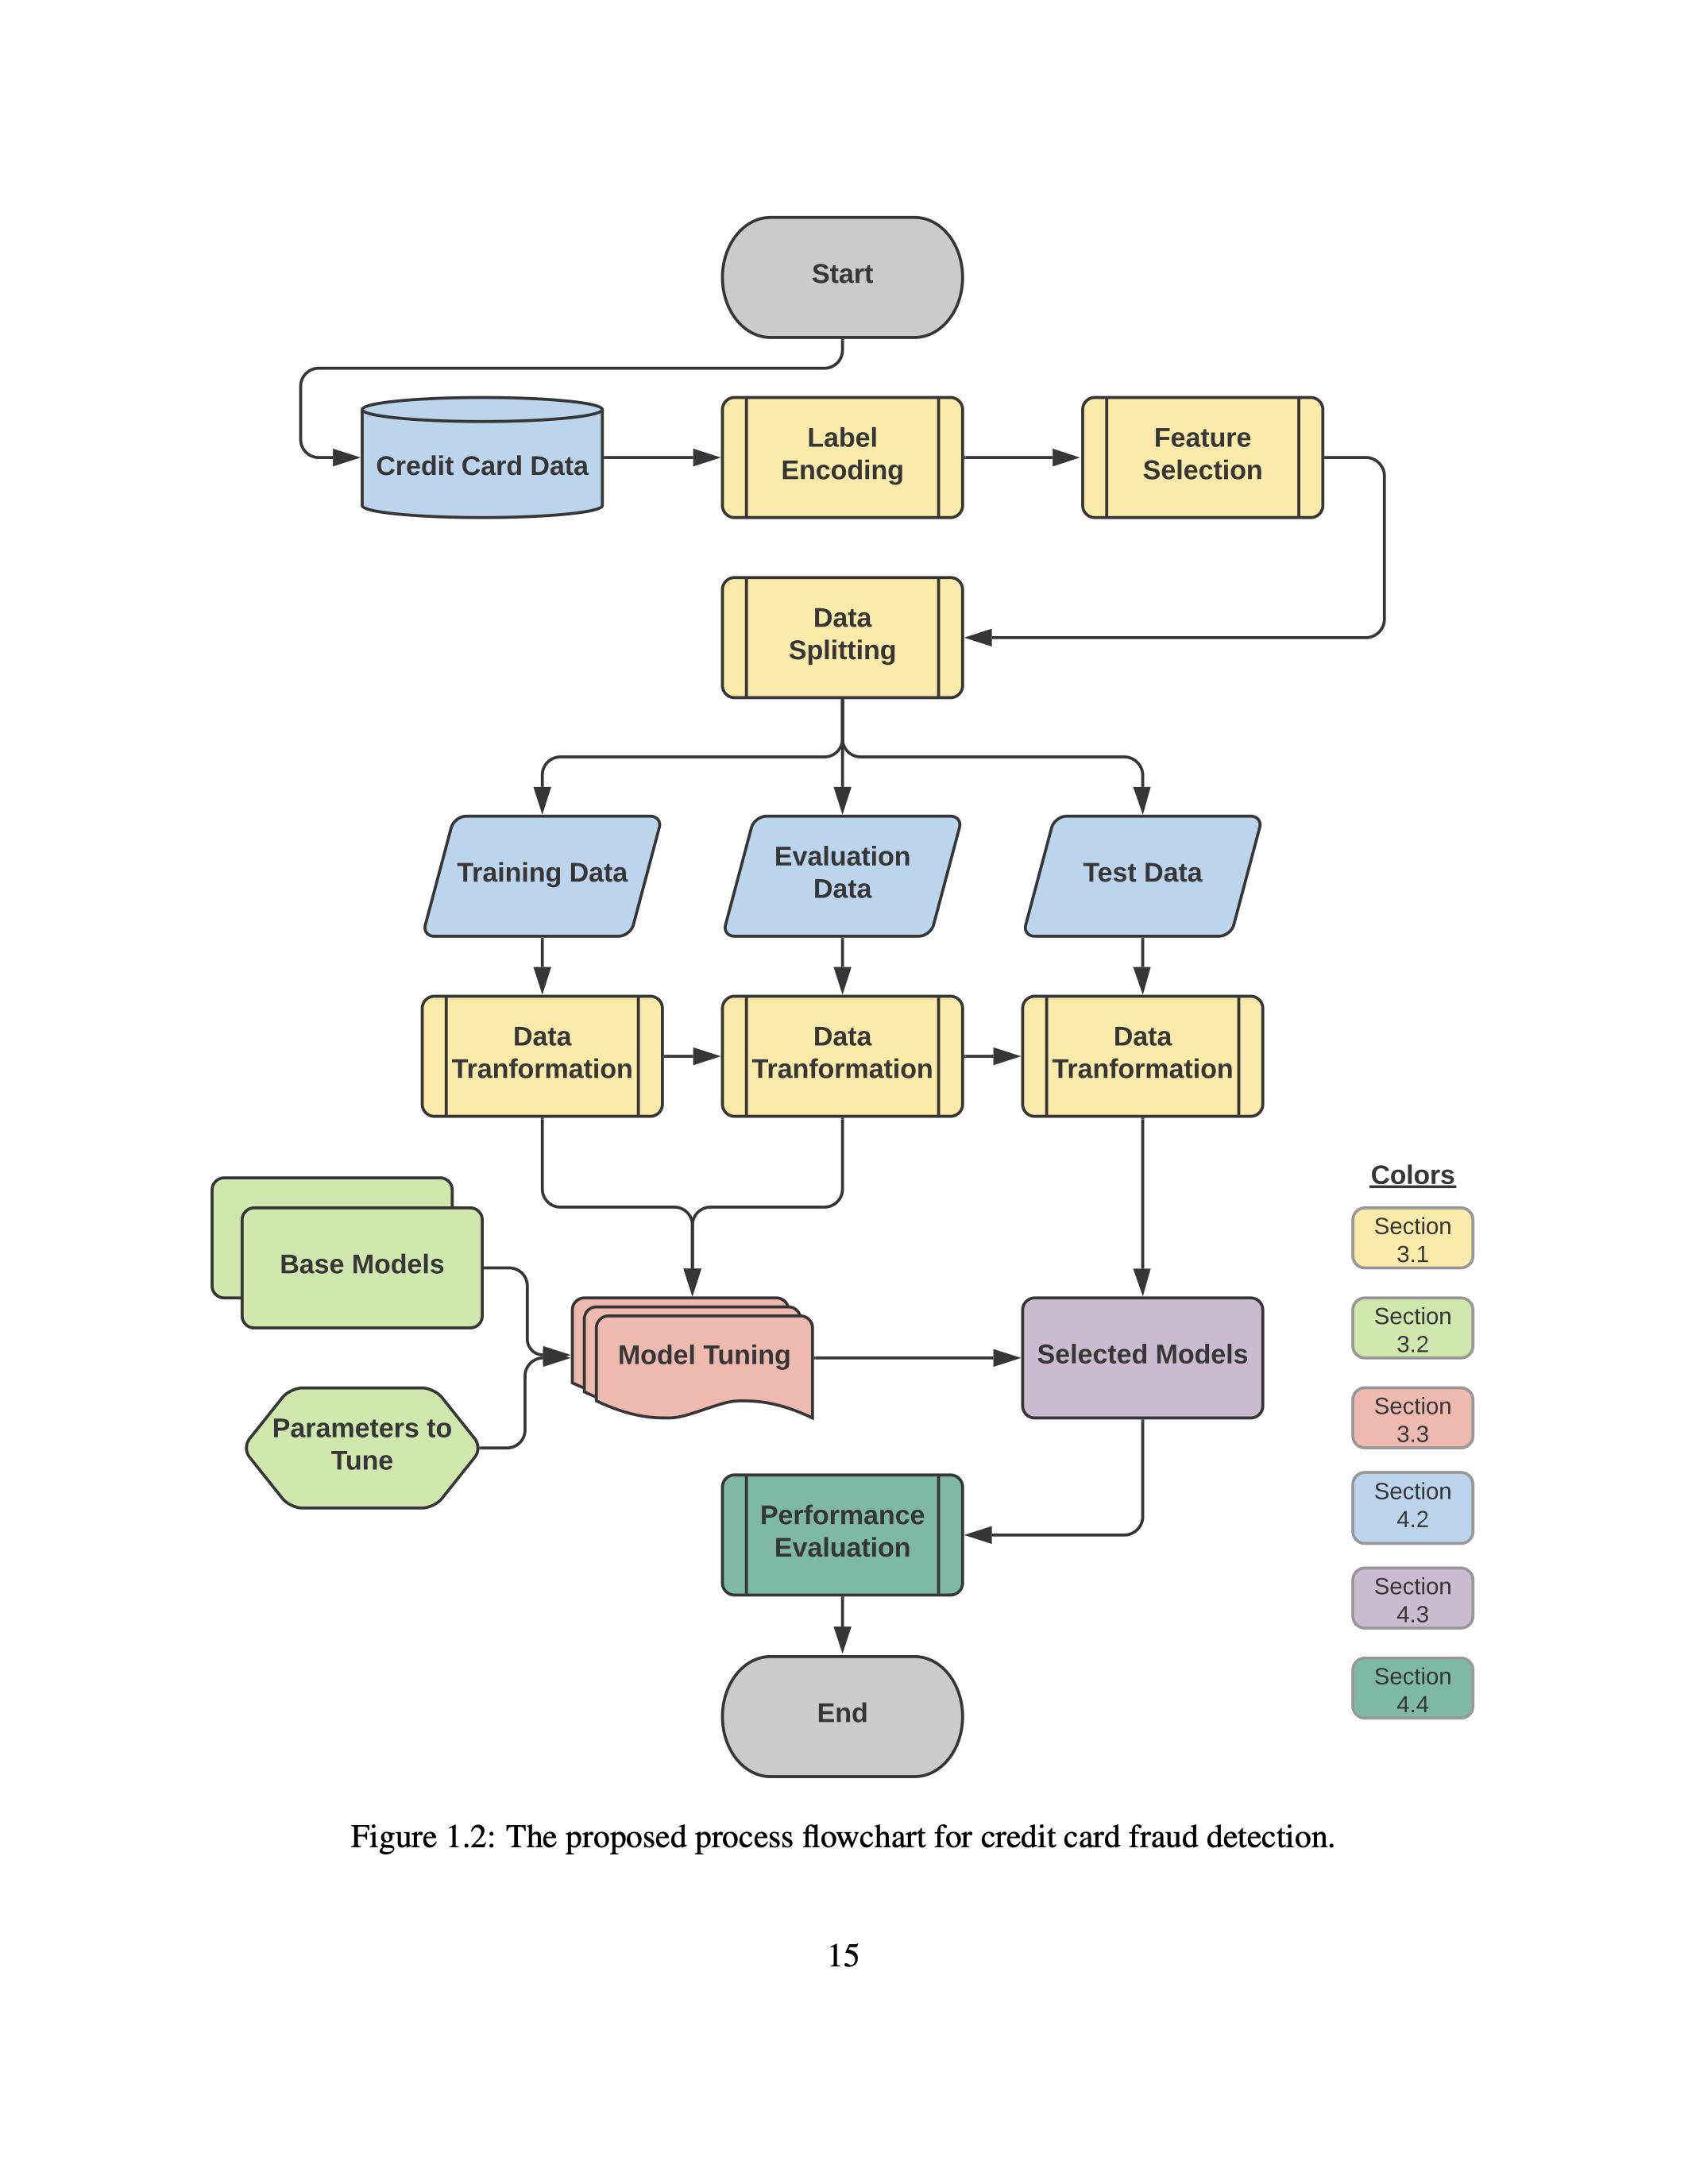 Start
Credit Card Data
Label
Encoding
Feature
Selection
Data
Splitting
Training Data
Evaluation
Data
Test Data
Data
Tranformation
Data
Tranformation
Data
Tranformation
Base Models
Parameters to
Tune
Model Tuning
Selected Models
Performance
Evaluation
End
Colors
Section
3.1
Section
3.2
Section
3.3
Section
4.2
Section
4.3
Section
4.4
Figure 1.2: The proposed process flowchart for credit card fraud detection.
15